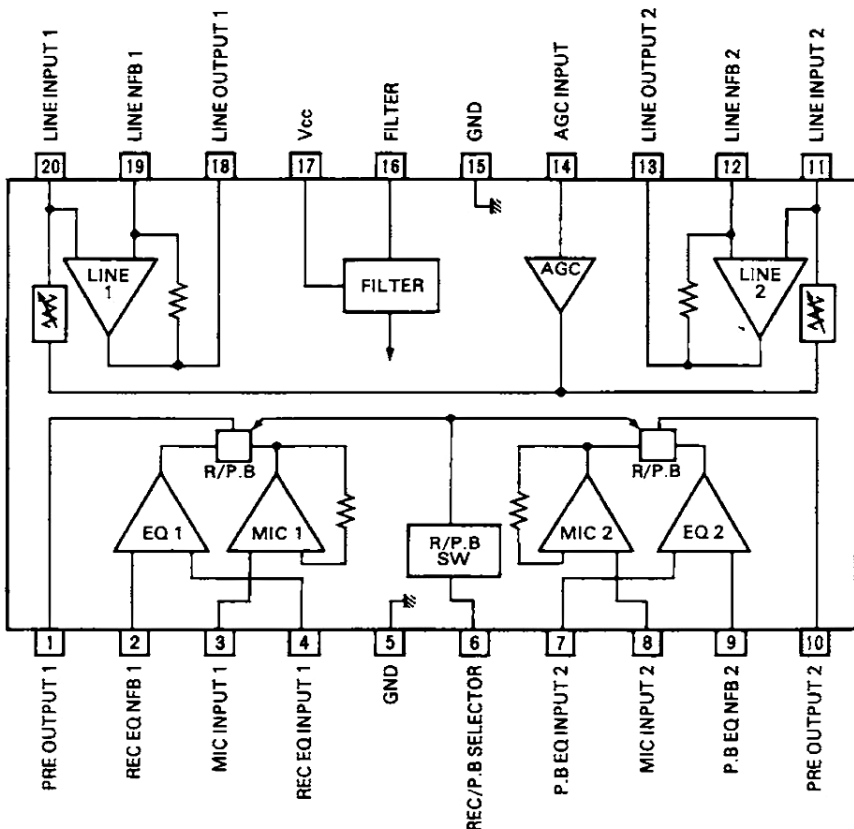 LINE INPUT 1
LINE NFB 1
LINE OUTPUT 1
Vcc
FILTER
GND
AGC INPUT
LINE OUTPUT 2
LINE NFB 2
LINE INPUT 2
20
19
18
17
16
15
14
13
12
11
LINE
1
FILTER
AGC
LINE
2
R/P.B
R/P.B
EQ 1
MIC 1
R/P.B
SW
MIC 2
EQ 2
1
2
3
4
5
6
7
8
9
10
PRE OUTPUT 1
REC EQ NFB 1
MIC INPUT 1
REC EQ INPUT 1
GND
REC/P.B SELECTOR
P.B EQ INPUT 2
MIC INPUT 2
P.B EQ NFB 2
PRE OUTPUT 2